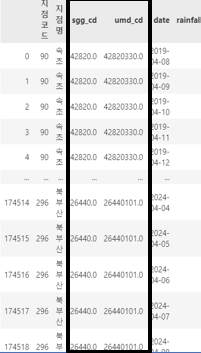 지점코드 지점명 sgg_cd umd_cd date rainfall
0 90 속초 42820.0 42820330.0 2019-04-08
1 90 속초 42820.0 42820330.0 2019-04-09
2 90 속초 42820.0 42820330.0 2019-04-10
3 90 속초 42820.0 42820330.0 2019-04-11
4 90 속초 42820.0 42820330.0 2019-04-12
... ... ... ... ... ...
174514 296 북부산 26440.0 26440101.0 2024-04-04
174515 296 북부산 26440.0 26440101.0 2024-04-05
174516 296 북부산 26440.0 26440101.0 2024-04-06
174517 296 북부산 26440.0 26440101.0 2024-04-07
174518 296 북부산 26440.0 26440101.0 2024-04-08